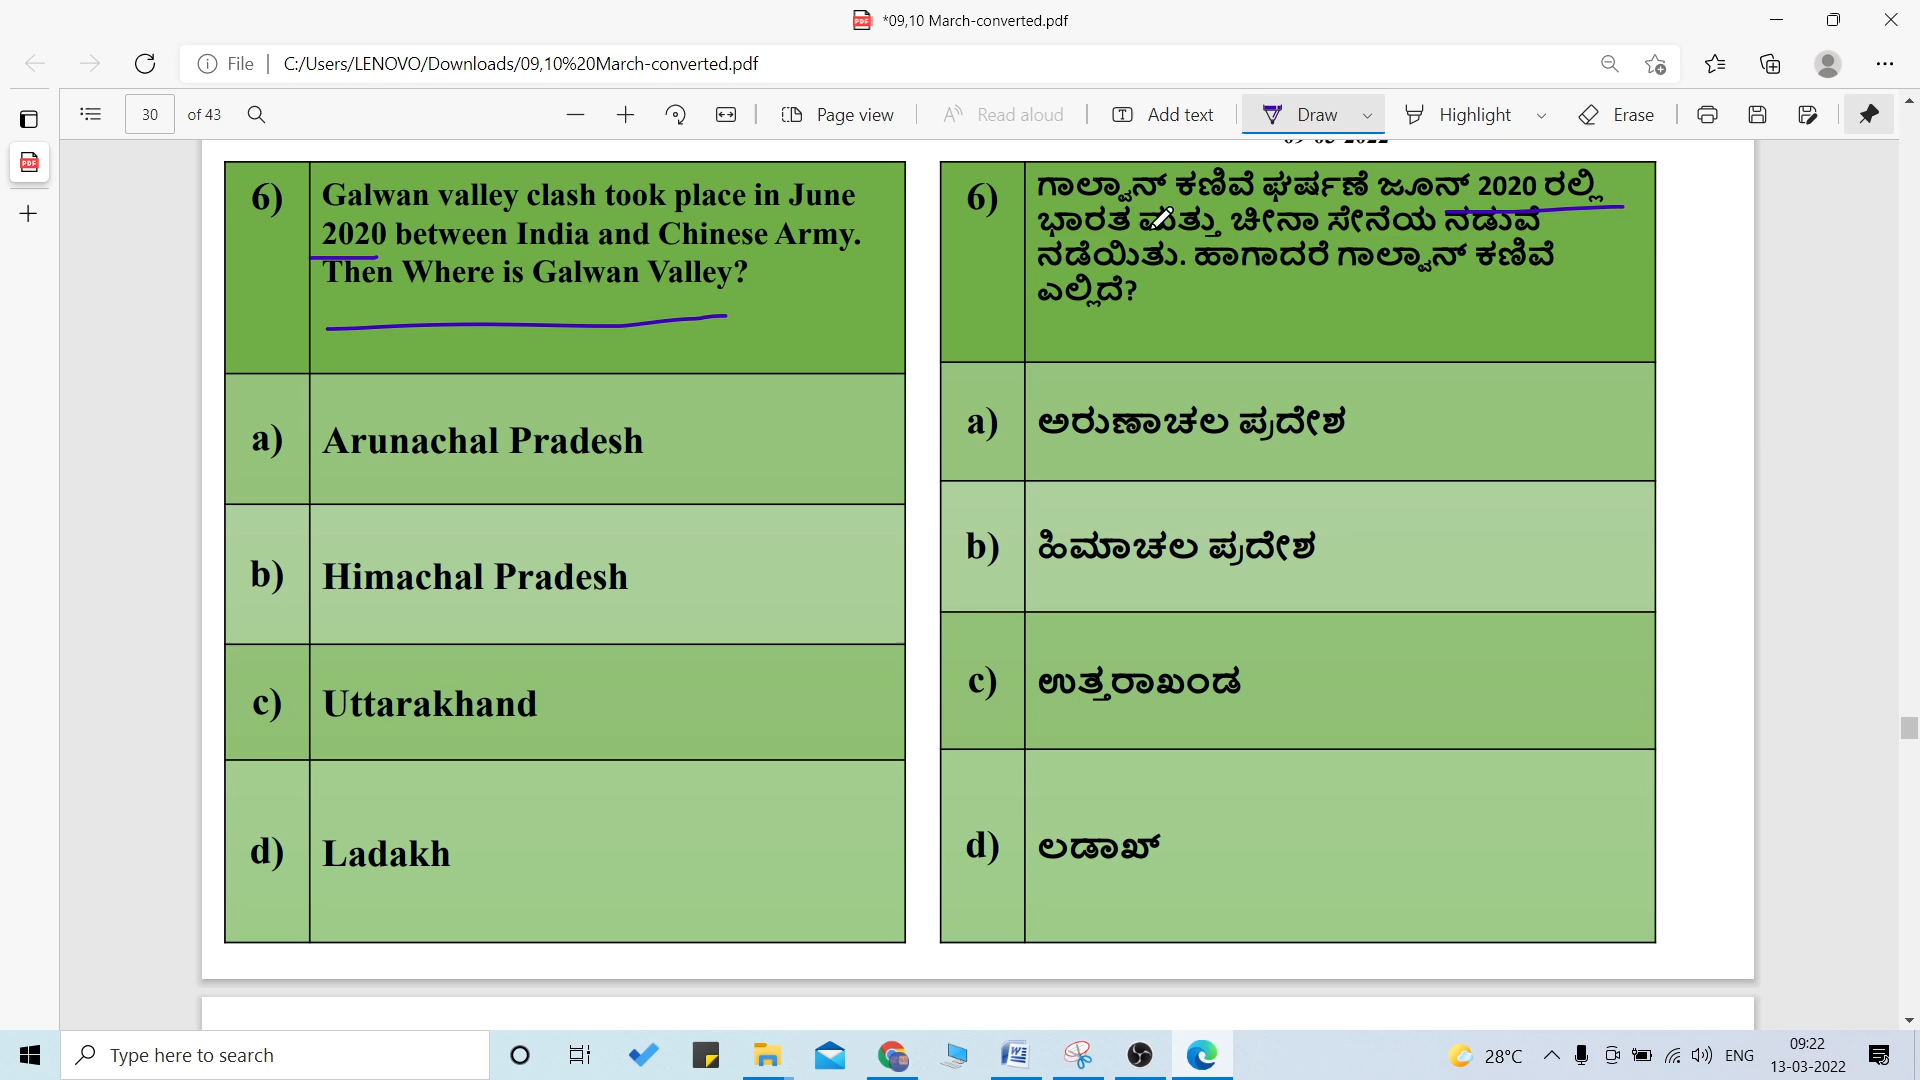 *09,10 March-converted.pdf
File
C:/Users/LENOVO/Downloads/09,10%20March-converted.pdf
30
of 43
Page view
Read aloud
Add text
Draw
Highlight
Erase
6)
Galwan valley clash took place in June
2020 between India and Chinese Army.
Then Where is Galwan Valley?
a)
Arunachal Pradesh
b)
Himachal Pradesh
c)
Uttarakhand
d)
Ladakh
6)
ಗಾಲ್ವಾನ್ ಕಣಿವೆ ಘರ್ಷಣೆ ಜೂನ್ 2020 ರಲ್ಲಿ
ಭಾರತ ಮತ್ತು ಚೀನಾ ಸೇನೆಯ ನಡುವೆ
ನಡೆಯಿತು. ಹಾಗಾದರೆ ಗಾಲ್ವಾನ್ ಕಣಿವೆ
ಎಲ್ಲಿದೆ?
a)
ಅರುಣಾಚಲ ಪ್ರದೇಶ
b)
ಹಿಮಾಚಲ ಪ್ರದೇಶ
c)
ಉತ್ತರಾಖಂಡ
d)
ಲಡಾಖ್
Type here to search
28°C
ENG
09:22
13-03-2022